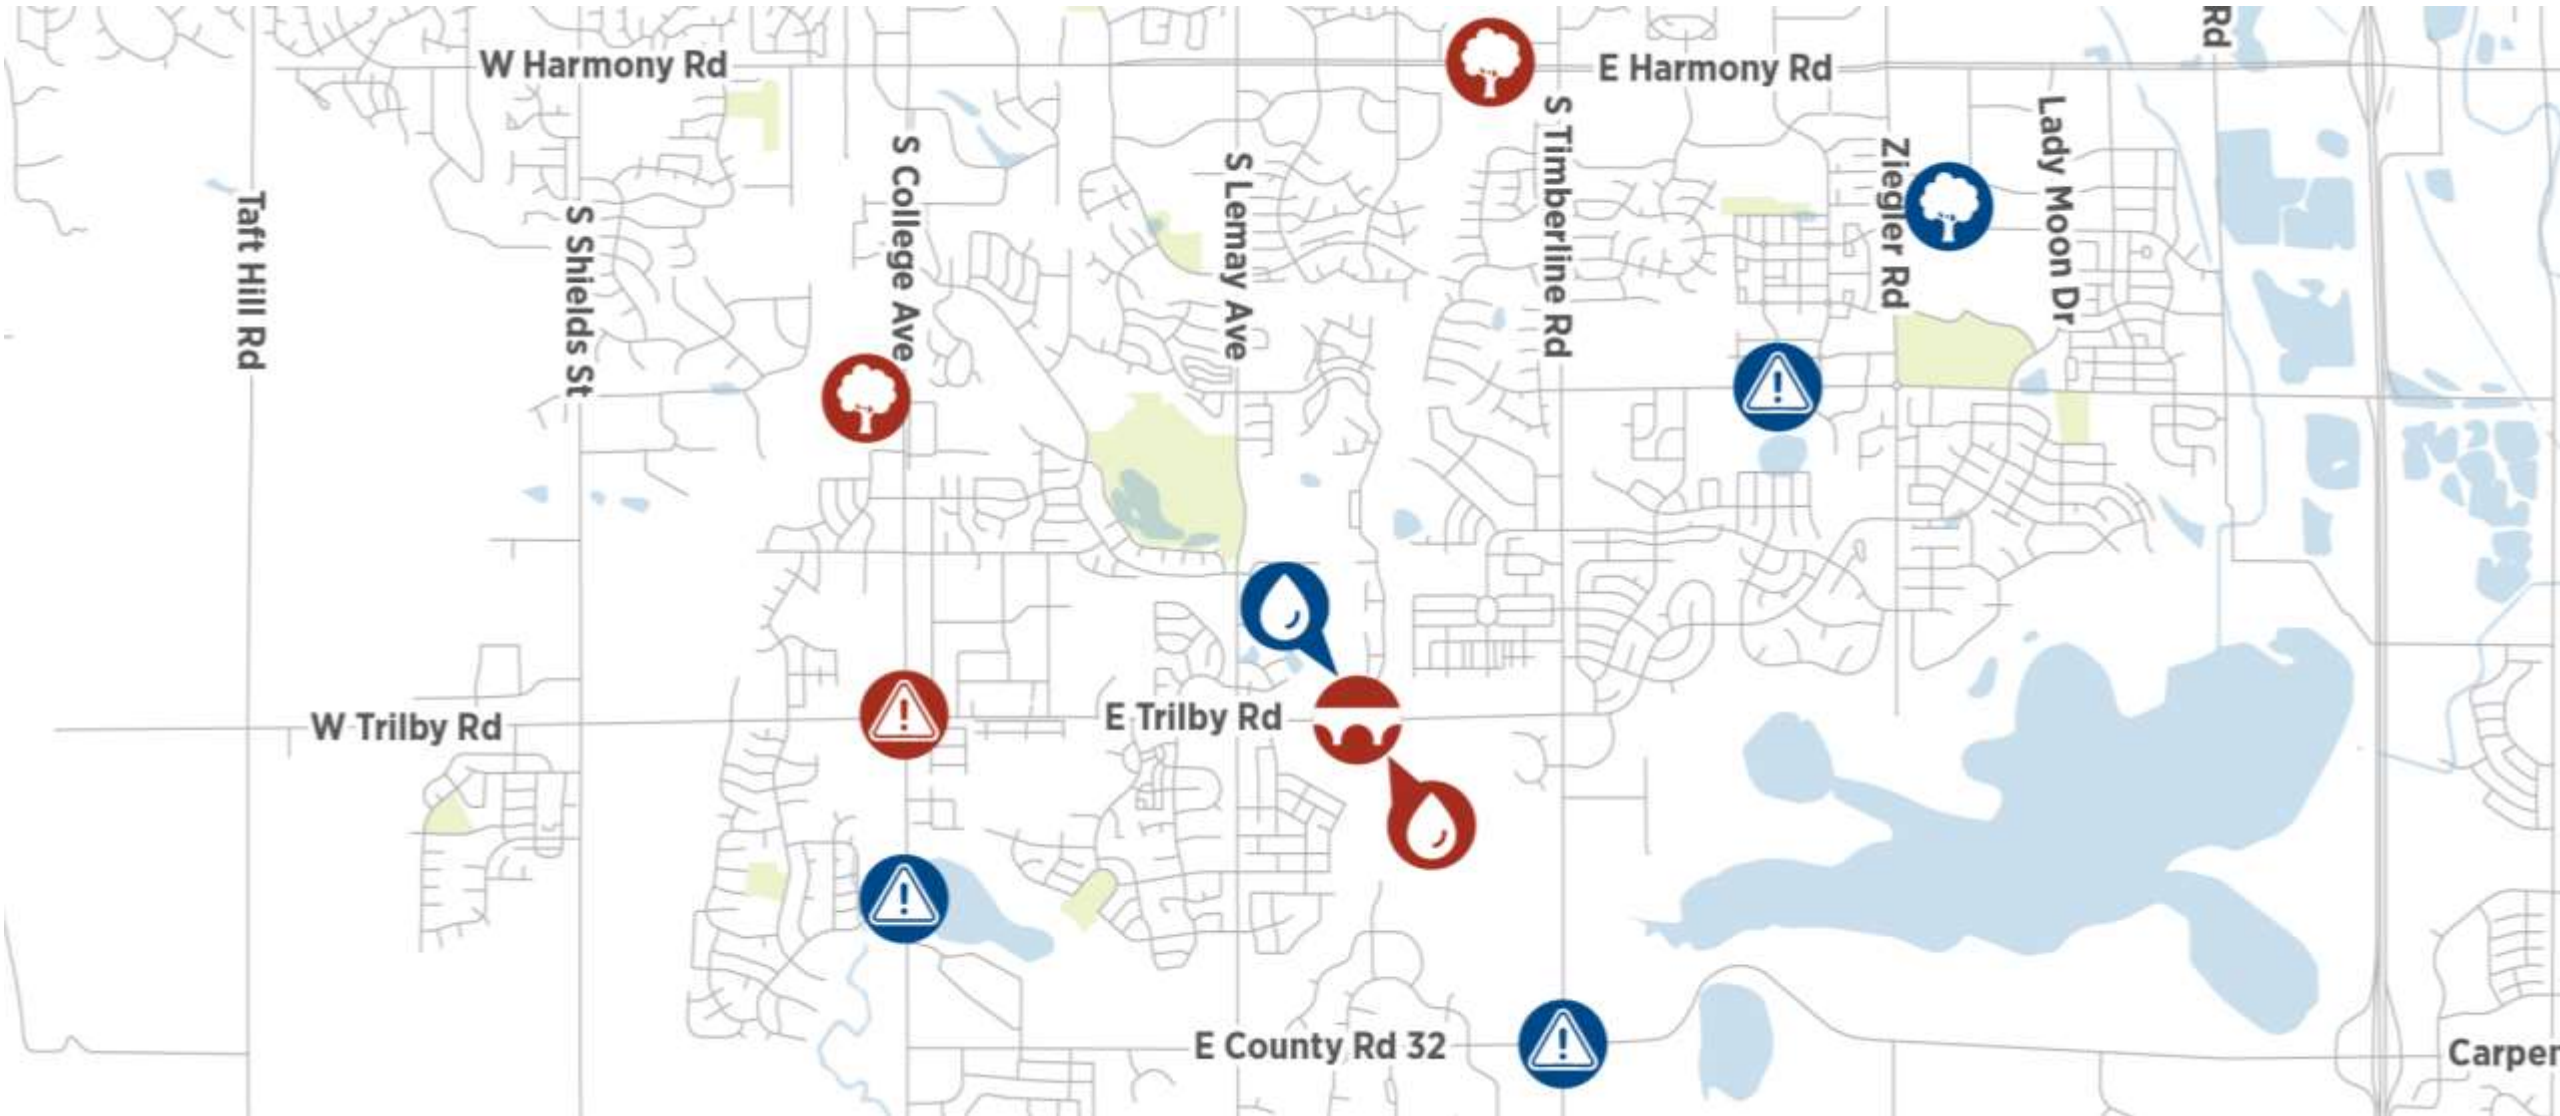 Rd
W Harmony Rd
E Harmony Rd
S Timberline Rd
Lady Moon Dr
S College Ave
Ziegler Rd
S Lemay Ave
Taft Hill Rd
S Shields St
E Trilby Rd
W Trilby Rd
E County Rd 32
Carper